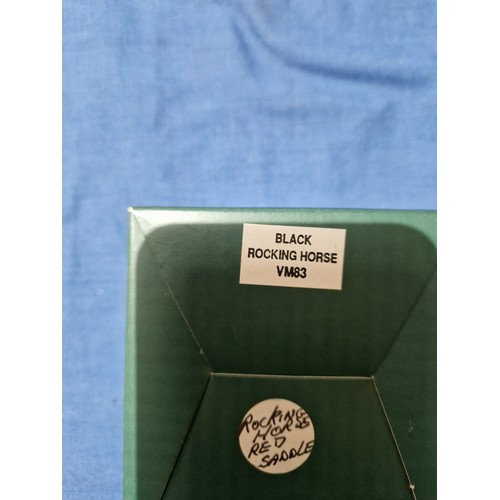 BLACK
ROCKING HORSE
VM83
ROCKING
HORSE
RED
SADDLE